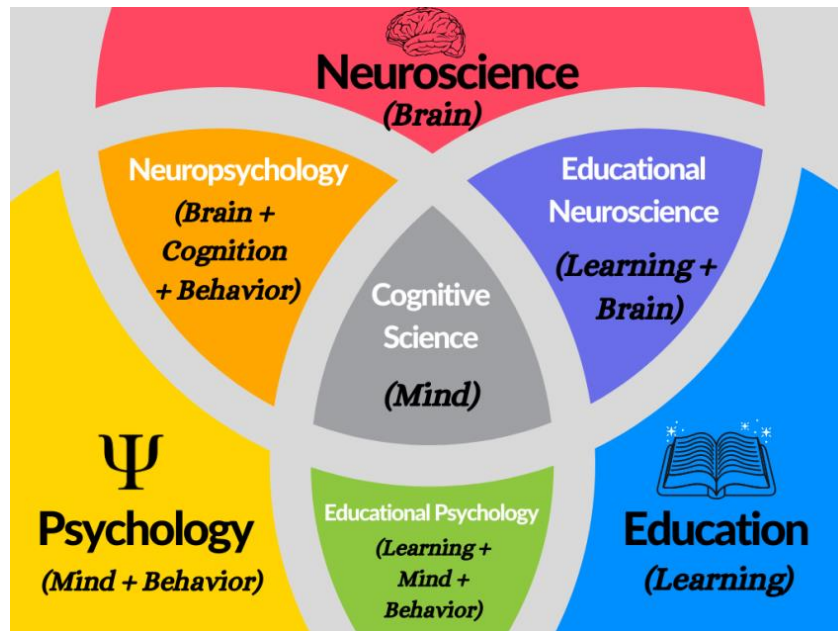 Neuroscience
(Brain)
Neuropsychology
(Brain +
Cognition
+ Behavior)
Educational
Neuroscience
(Learning +
Brain)
Cognitive
Science
(Mind)
Ψ
Psychology
(Mind + Behavior)
Educational Psychology
(Learning +
Mind +
Behavior)
Education
(Learning)